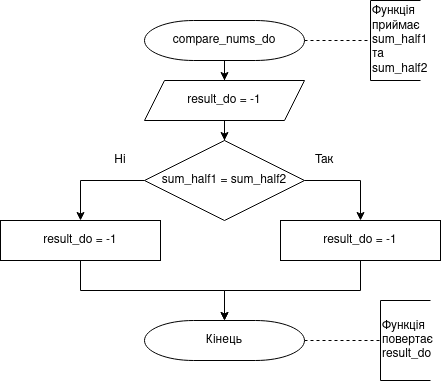 compare_nums_do
Функція
приймає
sum_half1
та
sum_half2
result_do = -1
Ні
Так
sum_half1 = sum_half2
result_do = -1
result_do = -1
Кінець
Функція
повертає
result_do